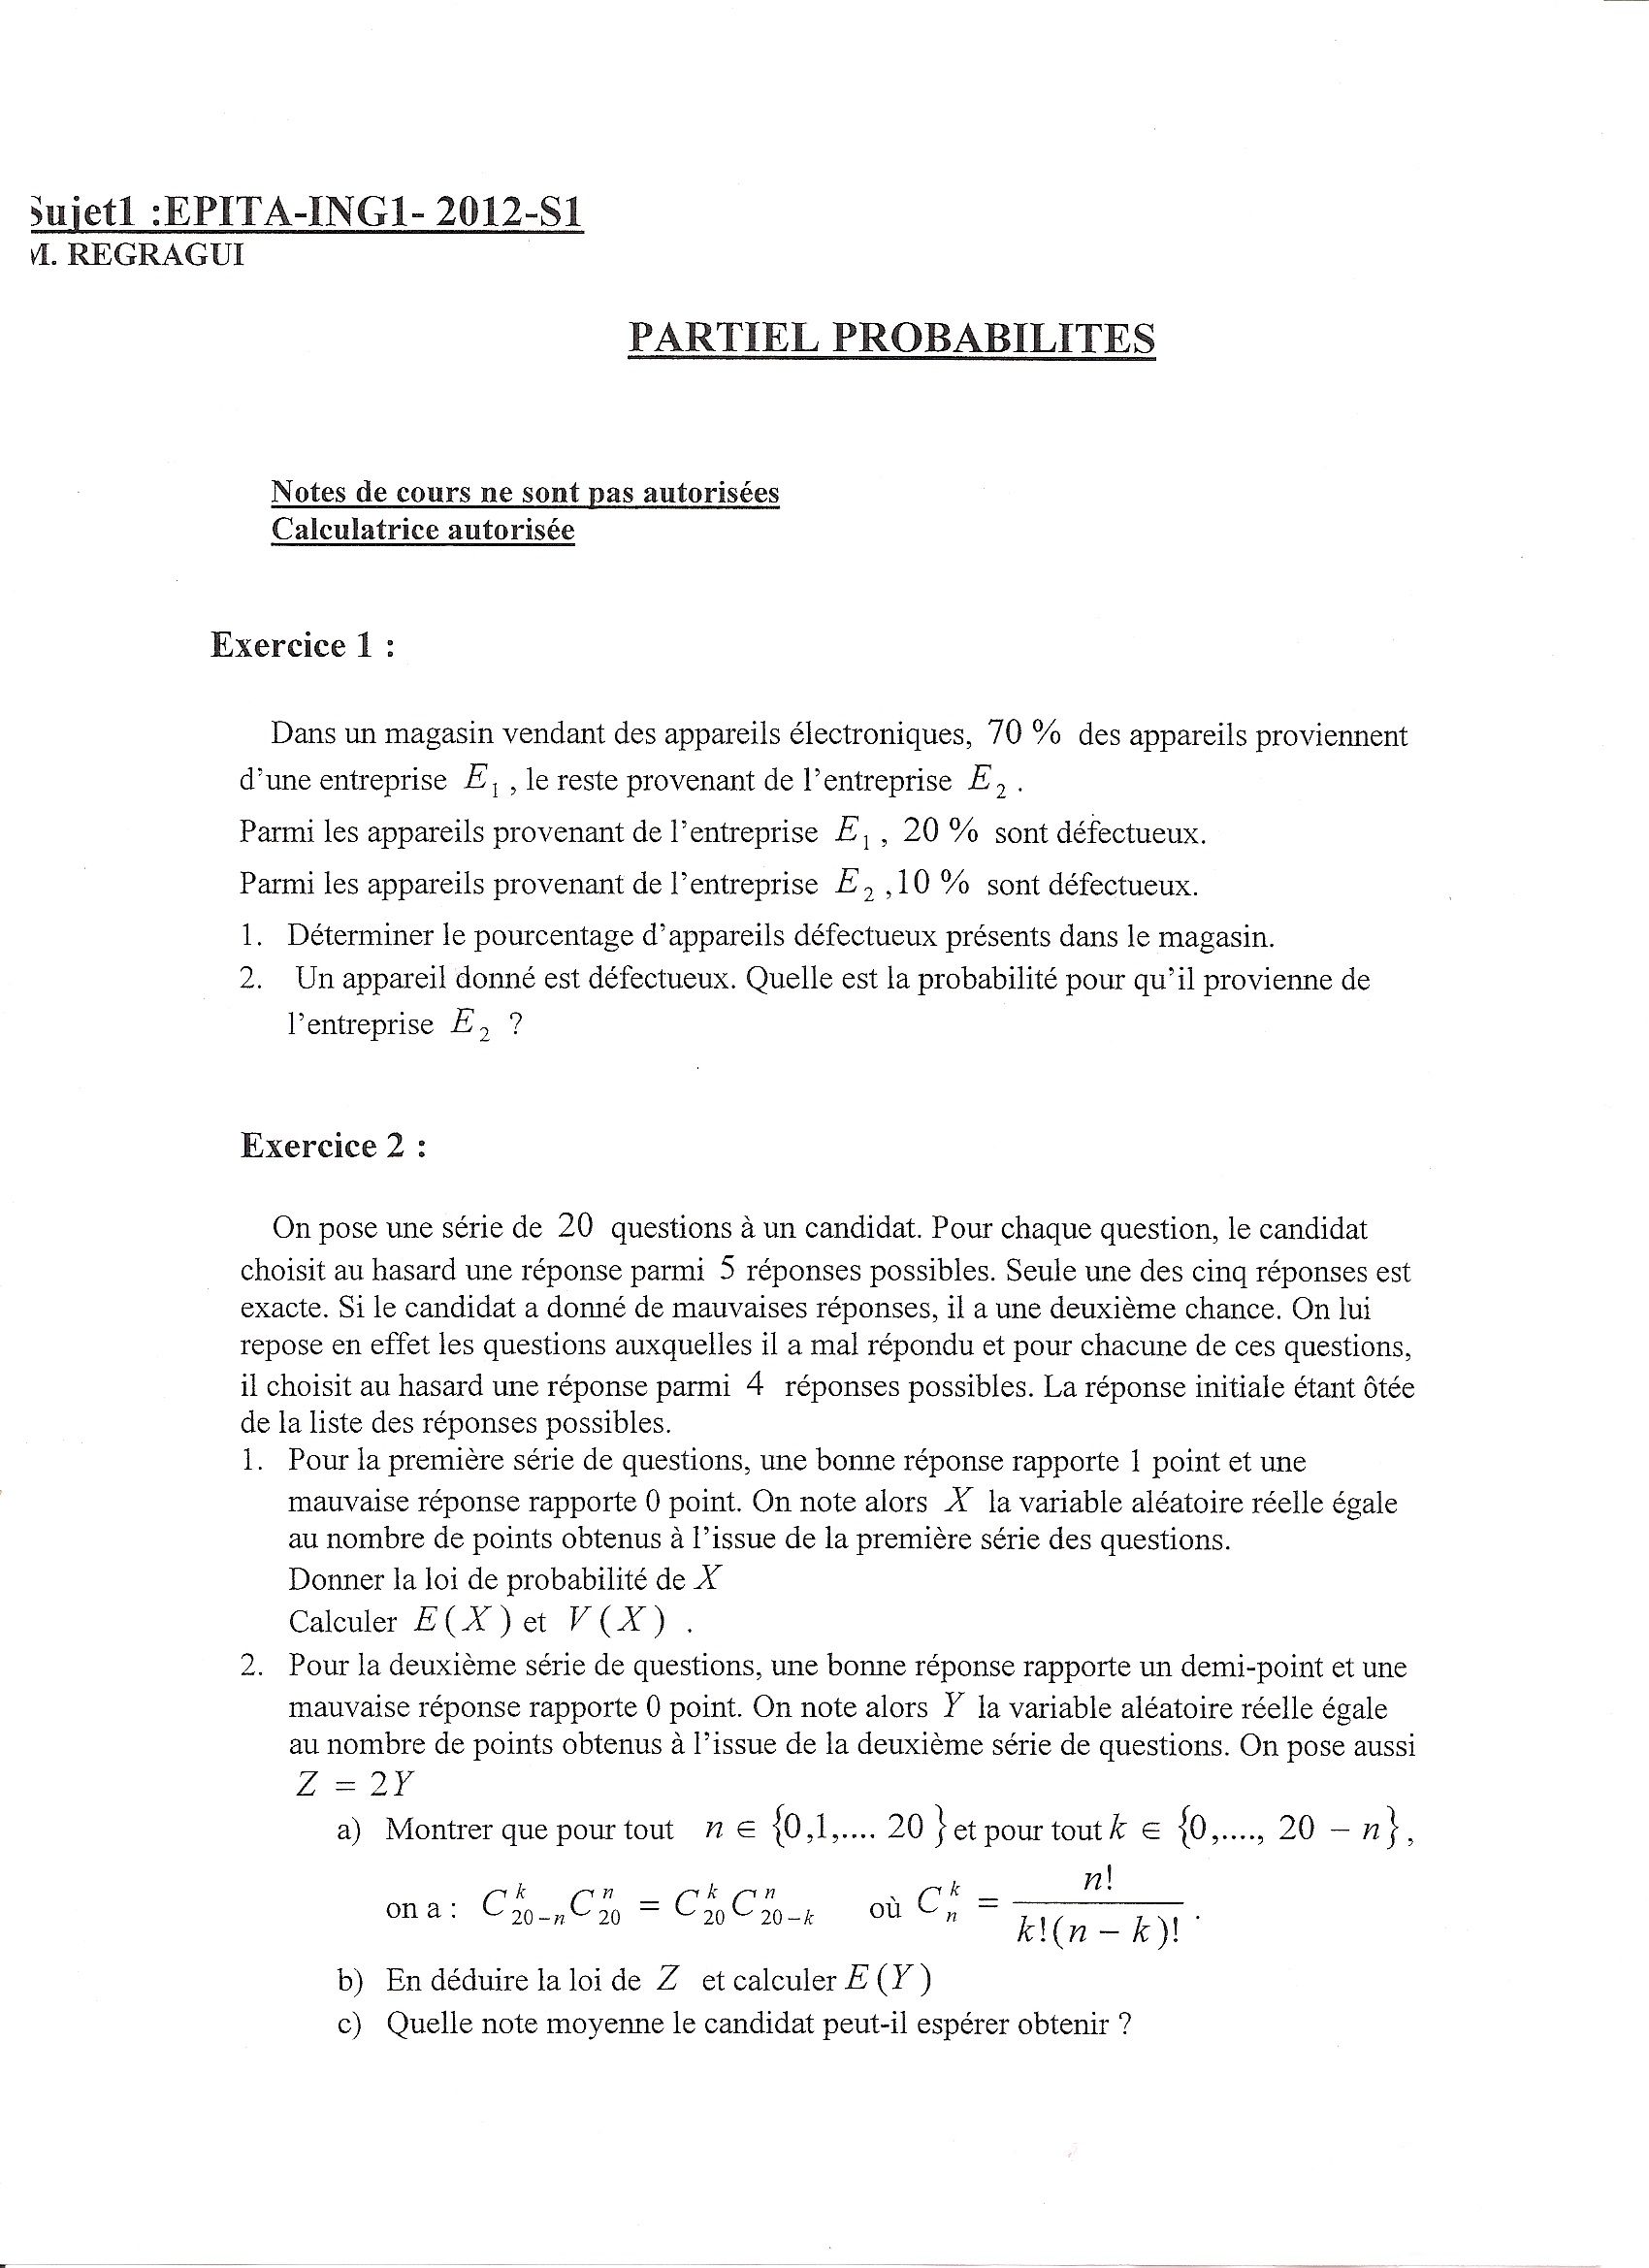 Sujet1 :EPITA-ING1- 2012-S1
M. REGRAGUI
PARTIEL PROBABILITES
Notes de cours ne sont pas autorisées
Calculatrice autorisée
Exercice 1 :
Dans un magasin vendant des appareils électroniques, 70 % des appareils proviennent
d'une entreprise E₁ , le reste provenant de l'entreprise E₂ .
Parmi les appareils provenant de l'entreprise E₁ , 20 % sont défectueux.
Parmi les appareils provenant de l'entreprise E₂ ,10 % sont défectueux.
1. Déterminer le pourcentage d'appareils défectueux présents dans le magasin.
2. Un appareil donné est défectueux. Quelle est la probabilité pour qu'il provienne de
l'entreprise E₂ ?
Exercice 2 :
On pose une série de 20 questions à un candidat. Pour chaque question, le candidat
choisit au hasard une réponse parmi 5 réponses possibles. Seule une des cinq réponses est
exacte. Si le candidat a donné de mauvaises réponses, il a une deuxième chance. On lui
repose en effet les questions auxquelles il a mal répondu et pour chacune de ces questions,
il choisit au hasard une réponse parmi 4 réponses possibles. La réponse initiale étant ôtée
de la liste des réponses possibles.
1. Pour la première série de questions, une bonne réponse rapporte 1 point et une
mauvaise réponse rapporte 0 point. On note alors X la variable aléatoire réelle égale
au nombre de points obtenus à l'issue de la première série des questions.
Donner la loi de probabilité de X
Calculer E(X) et V(X) .
2. Pour la deuxième série de questions, une bonne réponse rapporte un demi-point et une
mauvaise réponse rapporte 0 point. On note alors Y la variable aléatoire réelle égale
au nombre de points obtenus à l'issue de la deuxième série de questions. On pose aussi
Z = 2Y
a) Montrer que pour tout n ∈ {0,1,.... 20 } et pour tout k ∈ {0,...., 20 − n},
on a : C_{20−n}^k C_{20}^n = C_{20}^k C_{20−k}^n où C_n^k = n! / k!(n − k)! .
b) En déduire la loi de Z et calculer E(Y)
c) Quelle note moyenne le candidat peut-il espérer obtenir ?